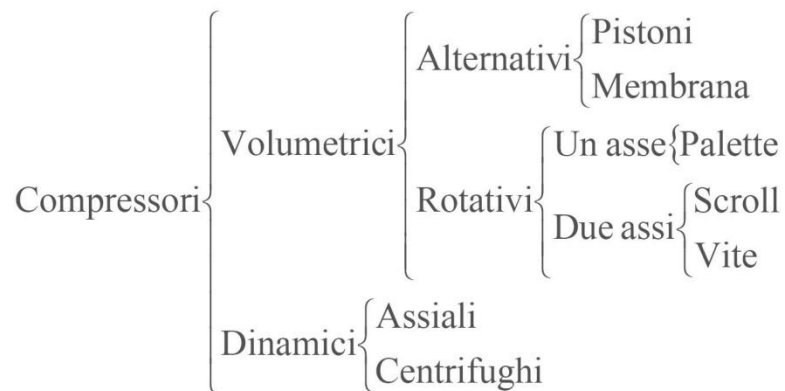 Compressori
Volumetrici
Alternativi
Pistoni
Membrana
Rotativi
Un asse
Palette
Due assi
Scroll
Vite
Dinamici
Assiali
Centrifughi